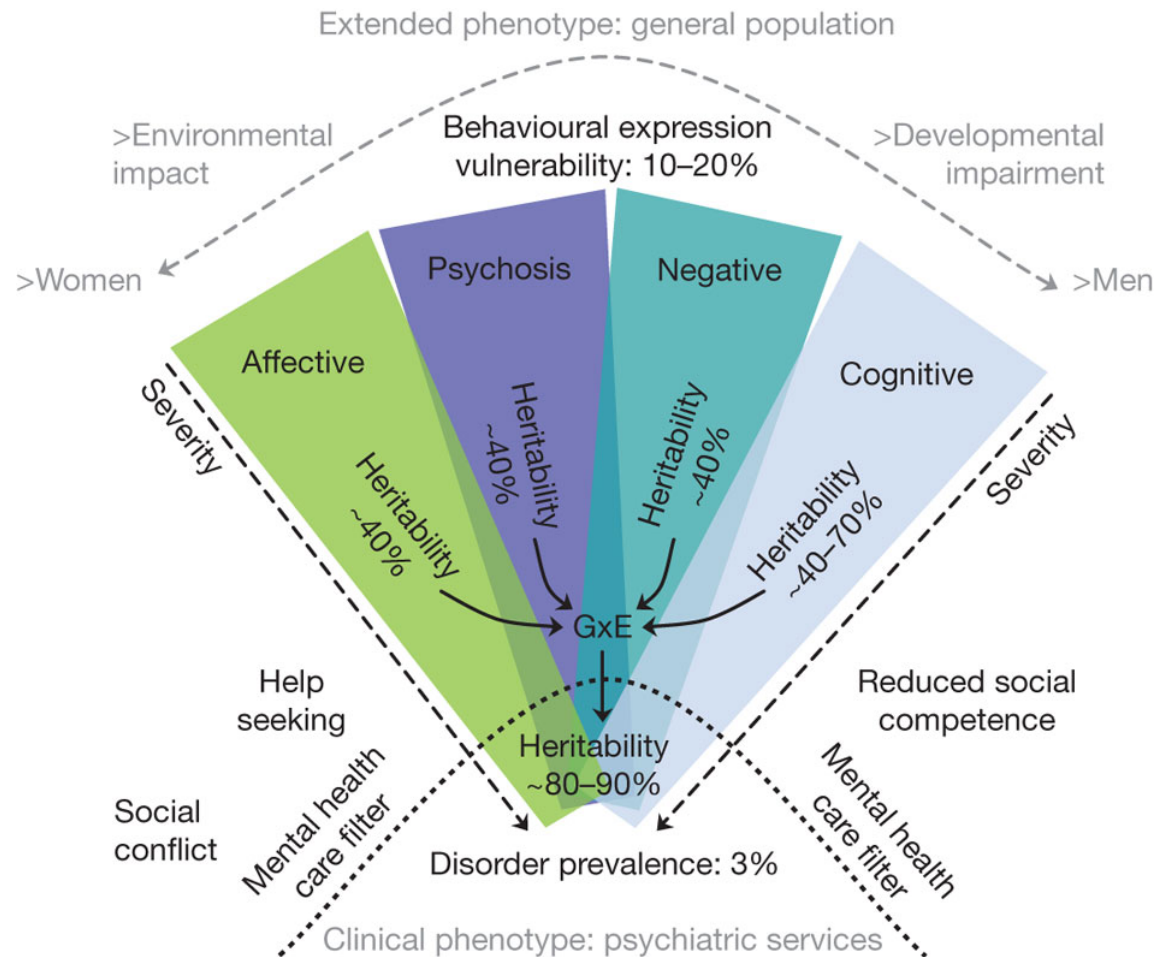 Extended phenotype: general population
>Environmental
impact
Behavioural expression
vulnerability: 10–20%
>Developmental
impairment
>Women
>Men
Affective
Psychosis
Negative
Cognitive
Severity
Heritability
~40%
Heritability
~40%
Heritability
~40%
Heritability
~40–70%
Severity
GxE
Help
seeking
Reduced social
competence
Heritability
~80–90%
Social
conflict
Mental health
care filter
Mental health
care filter
Disorder prevalence: 3%
Clinical phenotype: psychiatric services